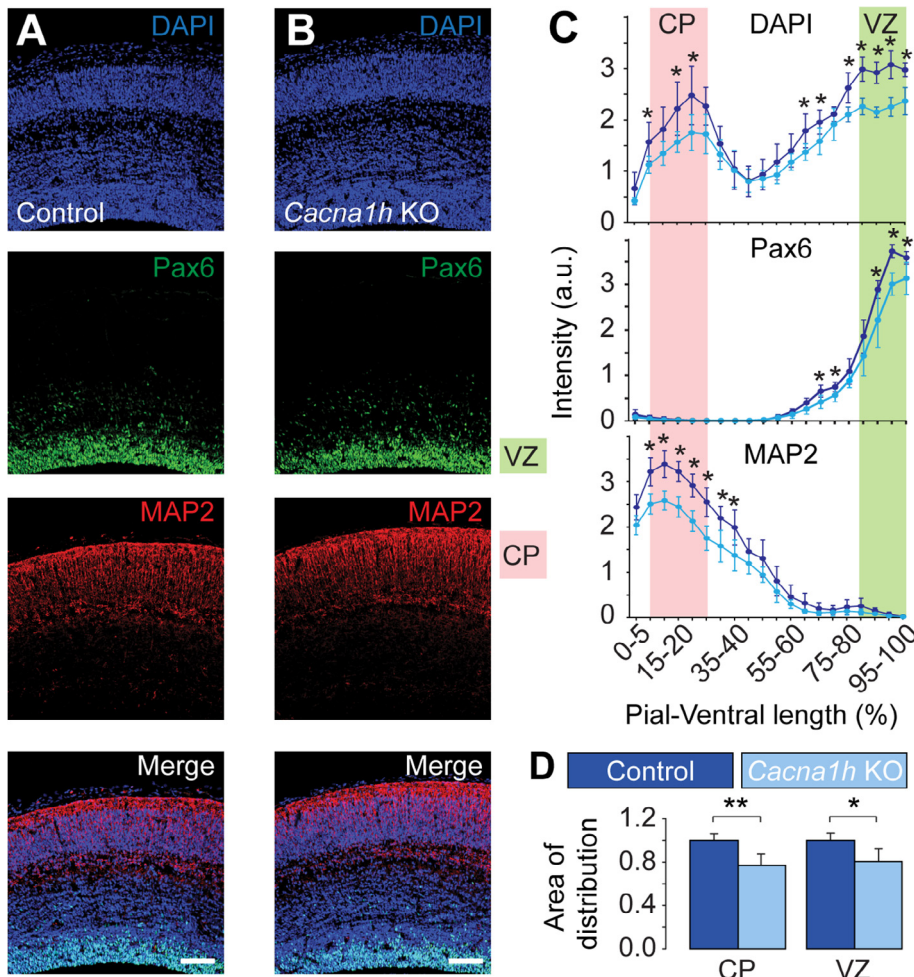 A
DAPI
Control
Pax6
MAP2
Merge
B
DAPI
Cacna1h KO
Pax6
VZ
MAP2
CP
Merge
C
CP
DAPI
VZ
* * * * * * * * * *
3
2
1
0
Pax6
* * * * *
3
2
1
0
MAP2
* * * * * * *
3
2
1
0
Intensity (a.u.)
0-5
15-20
35-40
55-60
75-80
95-100
Pial-Ventral length (%)
D
Control
Cacna1h KO
**
*
1.2
0.8
0.4
0.0
Area of
distribution
CP
VZ